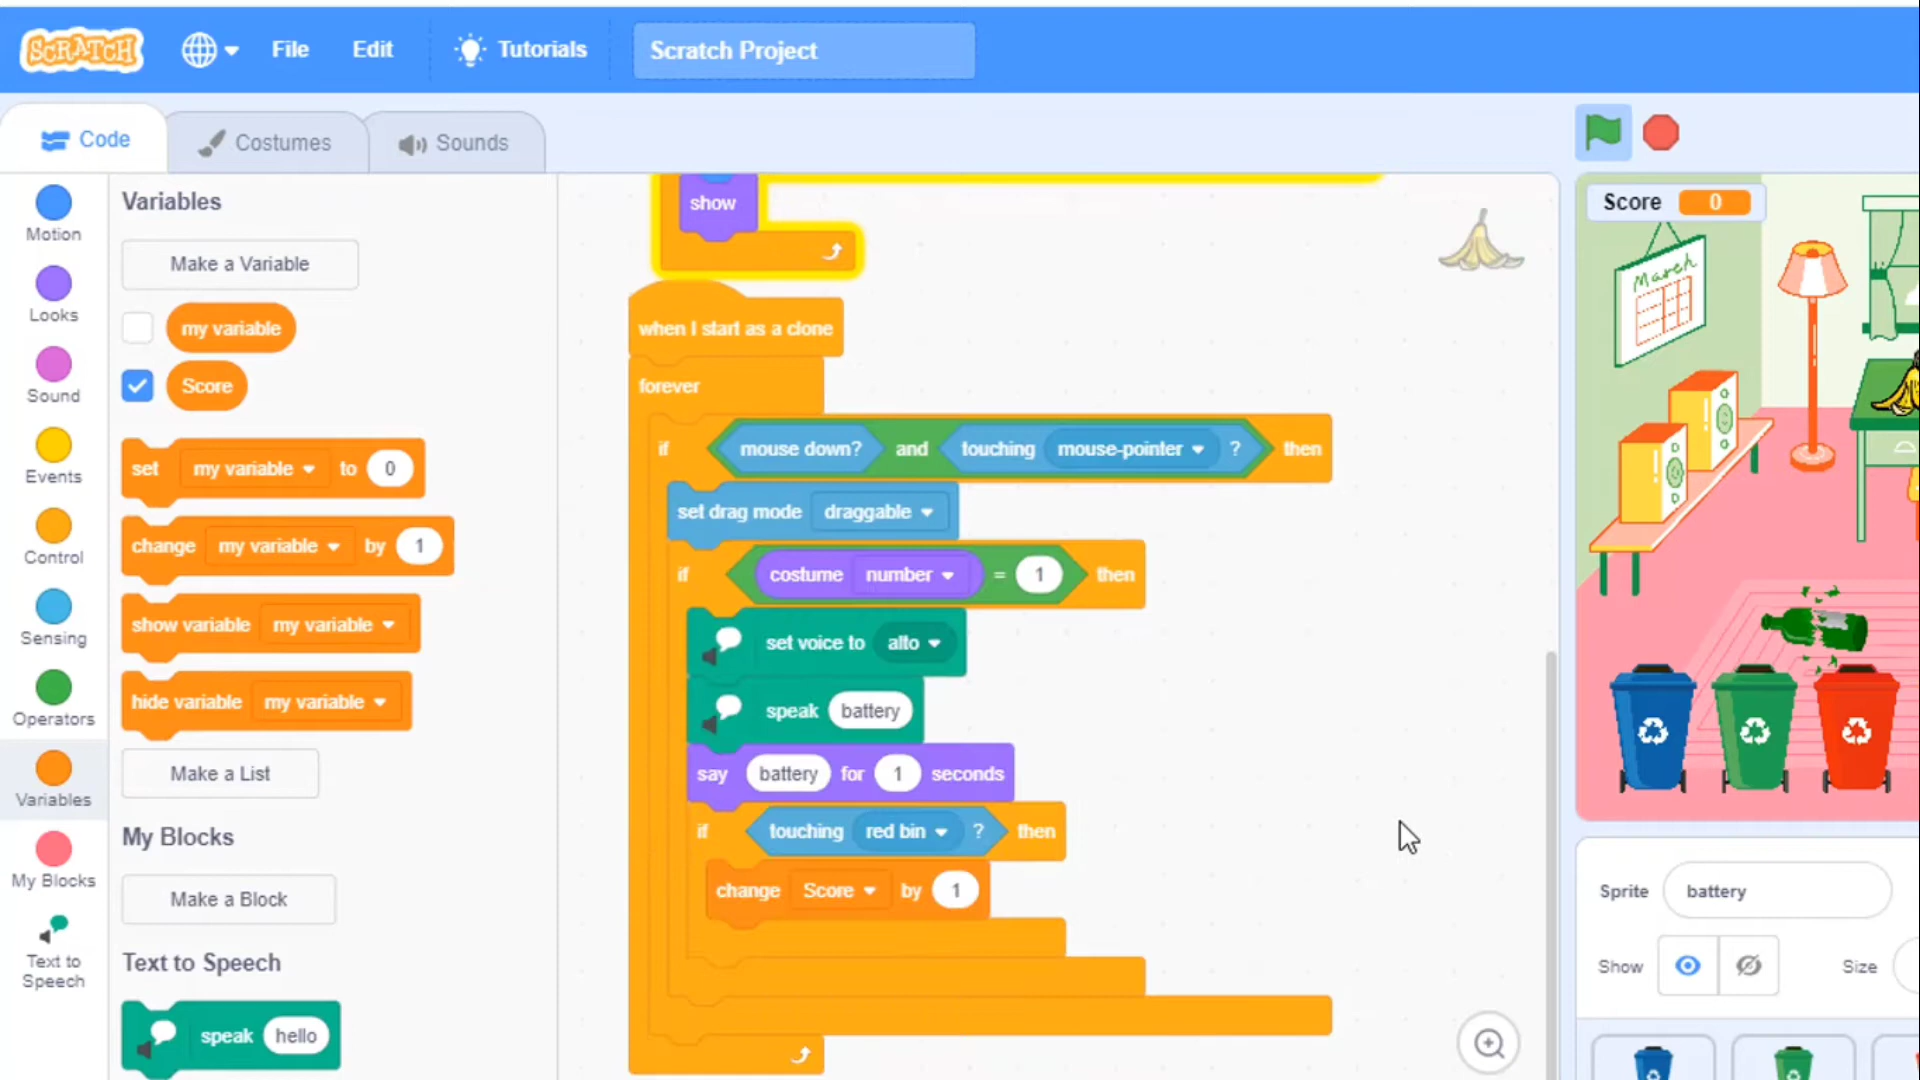 SCRATCH
File
Edit
Tutorials
Scratch Project
Code
Costumes
Sounds
Motion
Looks
Sound
Events
Control
Sensing
Operators
Variables
My Blocks
Text to
Speech
Variables
Make a Variable
my variable
Score
set my variable to 0
change my variable by 1
show variable my variable
hide variable my variable
Make a List
My Blocks
Make a Block
Text to Speech
speak hello
show
when I start as a clone
forever
if mouse down? and touching mouse-pointer ? then
set drag mode draggable
if costume number = 1 then
set voice to alto
speak battery
say battery for 1 seconds
if touching red bin ? then
change Score by 1
Score 0
March
Sprite battery
Show
Size